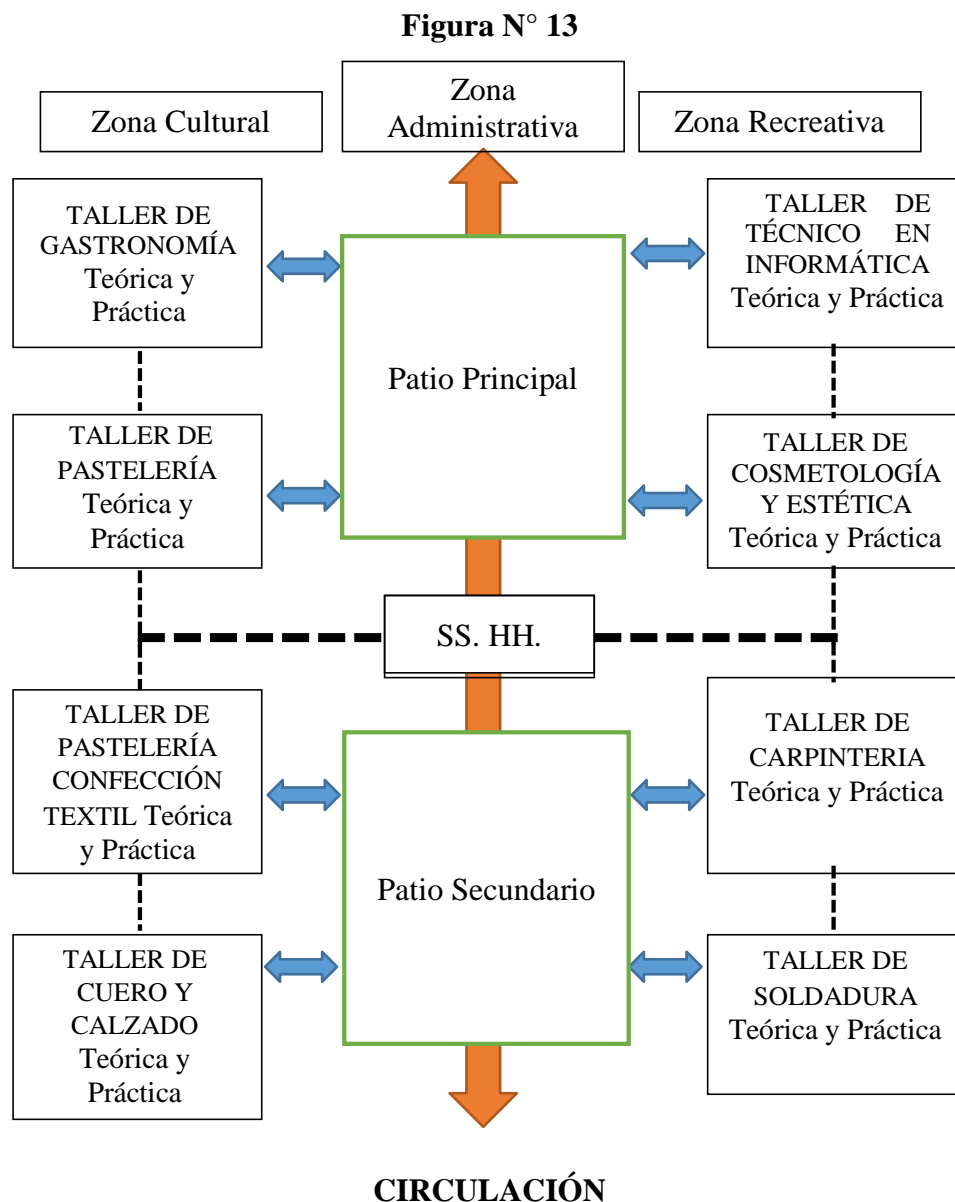 Figura N° 13
Zona Cultural
Zona
Administrativa
Zona Recreativa
TALLER DE
GASTRONOMÍA
Teórica y
Práctica
TALLER DE
TÉCNICO EN
INFORMÁTICA
Teórica y Práctica
Patio Principal
TALLER DE
PASTELERÍA
Teórica y
Práctica
TALLER DE
COSMETOLOGÍA
Y ESTÉTICA
Teórica y Práctica
SS. HH.
TALLER DE
PASTELERÍA
CONFECCIÓN
TEXTIL Teórica
y Práctica
TALLER DE
CARPINTERIA
Teórica y Práctica
Patio Secundario
TALLER DE
CUERO Y
CALZADO
Teórica y
Práctica
TALLER DE
SOLDADURA
Teórica y Práctica
CIRCULACIÓN